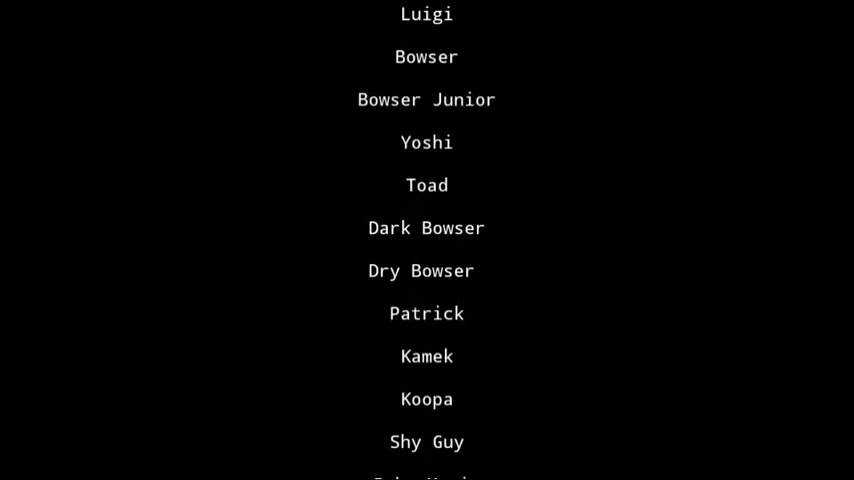 Luigi
Bowser
Bowser Junior
Yoshi
Toad
Dark Bowser
Dry Bowser
Patrick
Kamek
Koopa
Shy Guy